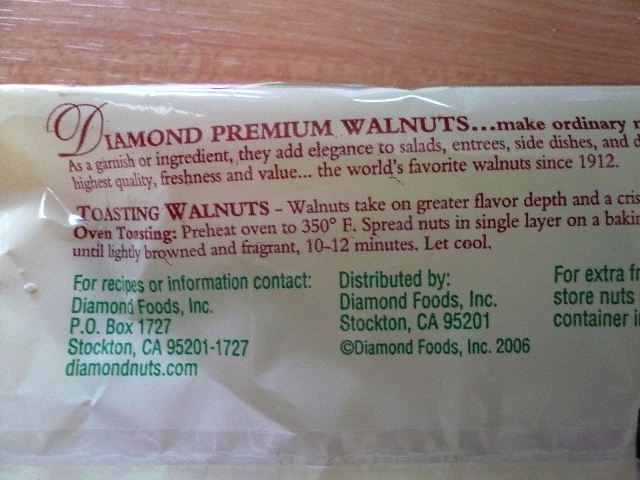 DIAMOND PREMIUM WALNUTS...make ordinary
As a garnish or ingredient, they add elegance to salads, entrees, side dishes, and
highest quality, freshness and value... the world's favorite walnuts since 1912.
TOASTING WALNUTS – Walnuts take on greater flavor depth and a
Oven Toasting: Preheat oven to 350° F. Spread nuts in single layer on a
until lightly browned and fragrant, 10–12 minutes. Let cool.
For recipes or information contact:
Diamond Foods, Inc.
P.O. Box 1727
Stockton, CA 95201-1727
diamondnuts.com
Distributed by:
Diamond Foods, Inc.
Stockton, CA 95201
©Diamond Foods, Inc. 2006
For extra
store nuts
container